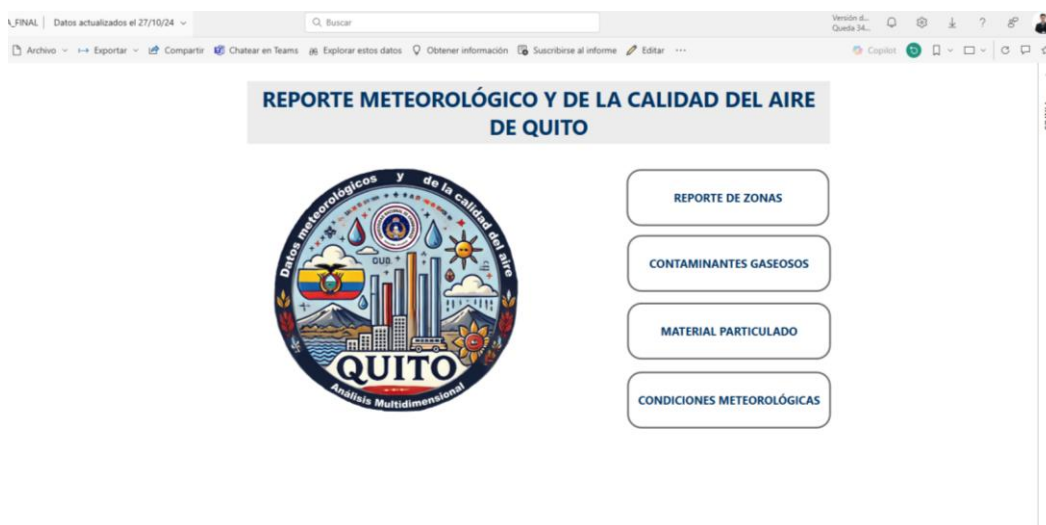 _FINAL | Datos actualizados el 27/10/24
Buscar
Versión d...
Queda 34...
Archivo
Exportar
Compartir
Chatear en Teams
Explorar estos datos
Obtener información
Suscribirse al informe
Editar
...
Copilot
REPORTE METEOROLÓGICO Y DE LA CALIDAD DEL AIRE
DE QUITO
Datos meteorológicos y de la calidad del aire
QUITO
Análisis Multidimensional
REPORTE DE ZONAS
CONTAMINANTES GASEOSOS
MATERIAL PARTICULADO
CONDICIONES METEOROLÓGICAS